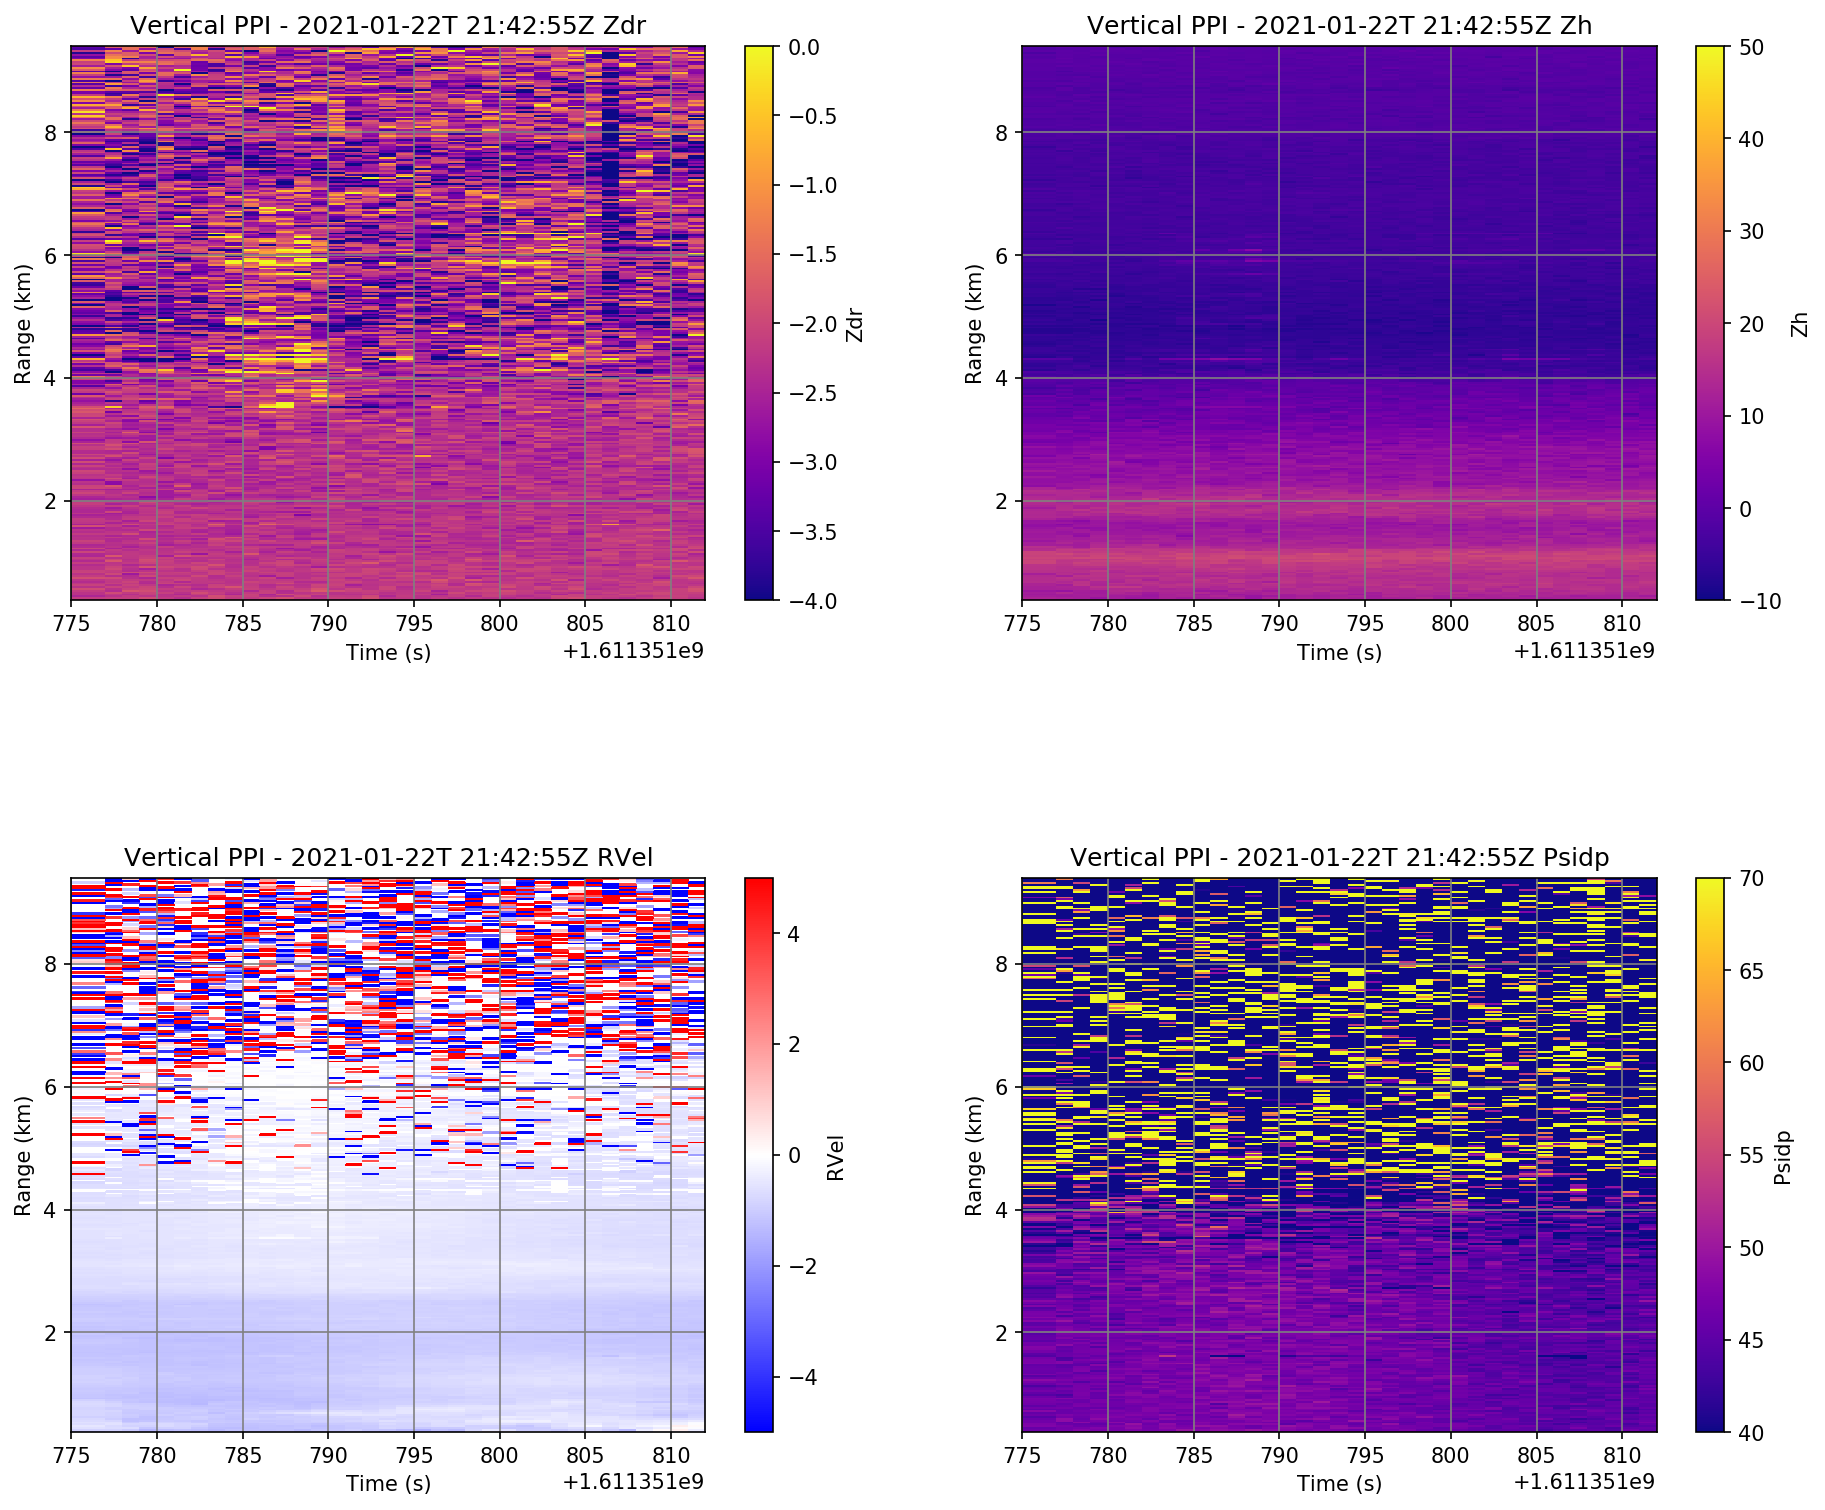 Vertical PPI - 2021-01-22T 21:42:55Z Zdr
8
6
4
2
Range (km)
775 780 785 790 795 800 805 810
Time (s)
+1.611351e9
0.0
−0.5
−1.0
−1.5
−2.0
−2.5
−3.0
−3.5
−4.0
Zdr
Vertical PPI - 2021-01-22T 21:42:55Z Zh
8
6
4
2
Range (km)
775 780 785 790 795 800 805 810
Time (s)
+1.611351e9
50
40
30
20
10
0
−10
Zh
Vertical PPI - 2021-01-22T 21:42:55Z RVel
8
6
4
2
Range (km)
775 780 785 790 795 800 805 810
Time (s)
+1.611351e9
4
2
0
−2
−4
RVel
Vertical PPI - 2021-01-22T 21:42:55Z Psidp
8
6
4
2
Range (km)
775 780 785 790 795 800 805 810
Time (s)
+1.611351e9
70
65
60
55
50
45
40
Psidp